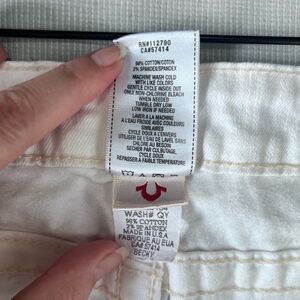 RN#112790
CA#57414
98% COTTON/COTTON
2% SPANDEX/SPANDEX
MACHINE WASH COLD
WITH LIKE COLORS
GENTLE CYCLE INSIDE OUT
ONLY NON-CHLORINE BLEACH
WHEN NEEDED
TUMBLE DRY LOW
LOW IRON IF NEEDED
LAVER A LA MACHINE
A L'EAU FROIDE AVEC COULEURS
SIMILAIRES
CYCLE DOUX A L'ENVERS
UTILISER DE L'EAU DE JAVEL SANS
CHLORE AU BESOIN
SECHER PAR CULBUTAGE,
CYCLE DOUX
REPASSER A FAIBLE TEMPERATURE
WASH# QY
98% COTTON
2% SPANDEX
MADE IN U.S.A
FABRIQUE AU EUA
CA# 57414
BECKY